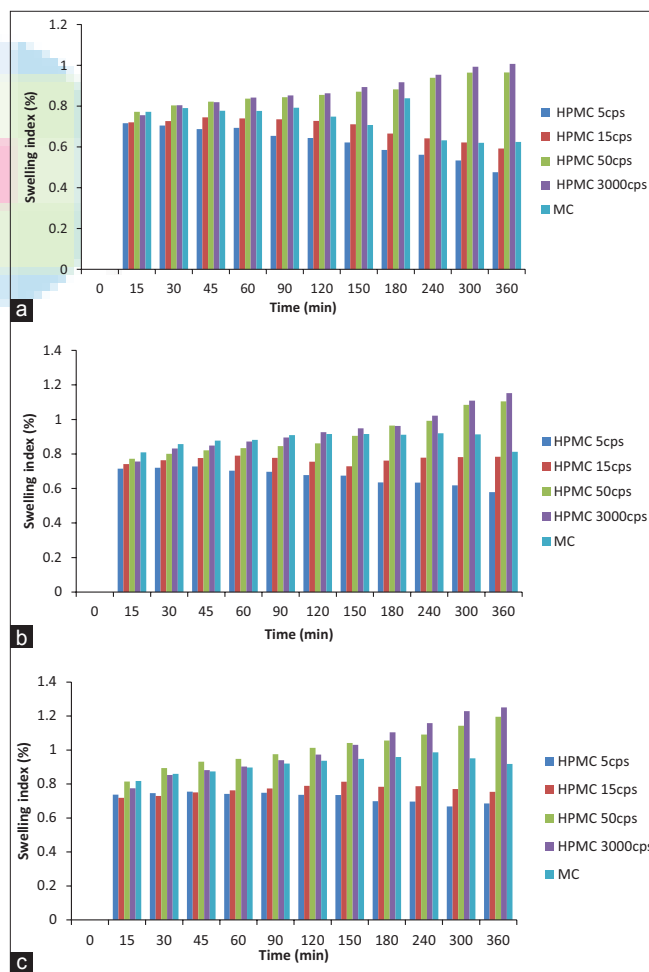 1.2
1
0.8
0.6
0.4
0.2
0
Swelling index (%)
0 15 30 45 60 90 120 150 180 240 300 360
Time (min)
HPMC 5cps
HPMC 15cps
HPMC 50cps
HPMC 3000cps
MC
a
1.4
1.2
1
0.8
0.6
0.4
0.2
0
Swelling index (%)
0 15 30 45 60 90 120 150 180 240 300 360
Time (min)
HPMC 5cps
HPMC 15cps
HPMC 50cps
HPMC 3000cps
MC
b
1.4
1.2
1
0.8
0.6
0.4
0.2
0
Swelling index (%)
0 15 30 45 60 90 120 150 180 240 300 360
Time (min)
HPMC 5cps
HPMC 15cps
HPMC 50cps
HPMC 3000cps
MC
c